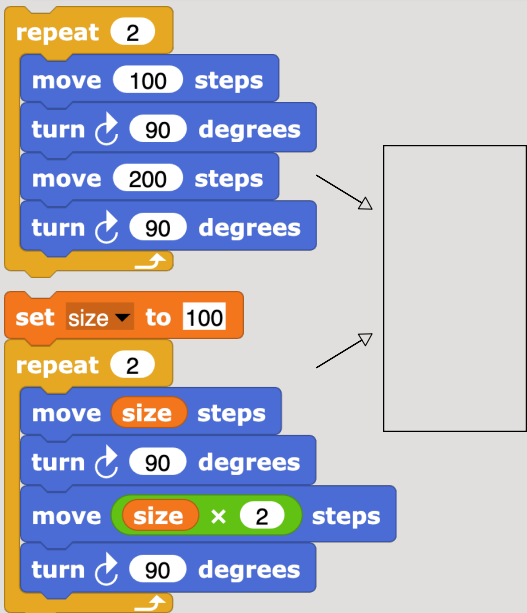 repeat 2
move 100 steps
turn 90 degrees
move 200 steps
turn 90 degrees
set size to 100
repeat 2
move size steps
turn 90 degrees
move size × 2 steps
turn 90 degrees